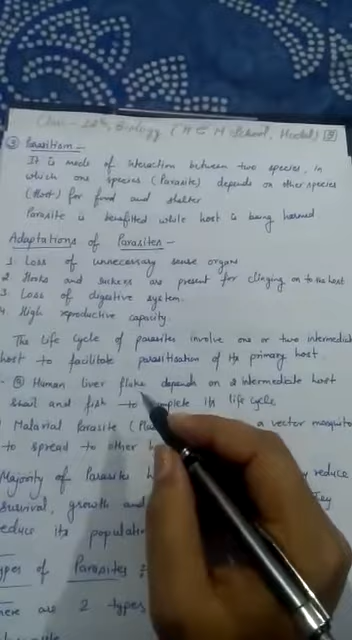 Class - 12th, Biology (M C M School, Hodal)
③ Parasitism -
It is mode of interaction between two species, in
which one species (Parasite) depends on other species
(Host) for food and shelter
Parasite is benefitted while host is being harmed
Adaptations of Parasites -
1. Loss of unnecessary sense organs
2. Hooks and suckers are present for clinging on to the host
3. Loss of digestive system.
4. High reproductive capacity.
The life cycle of parasites involve one or two intermediate
host to facilitate parasitisation of its primary host.
Human liver fluke depends on 2 intermediate host
snail and fish to complete its life cycle
Malarial Parasite a vector mosquito
to spread to other
Majority of Parasites reduce
survival, growth and
reduce its population
Types of Parasites :
There are 2 types